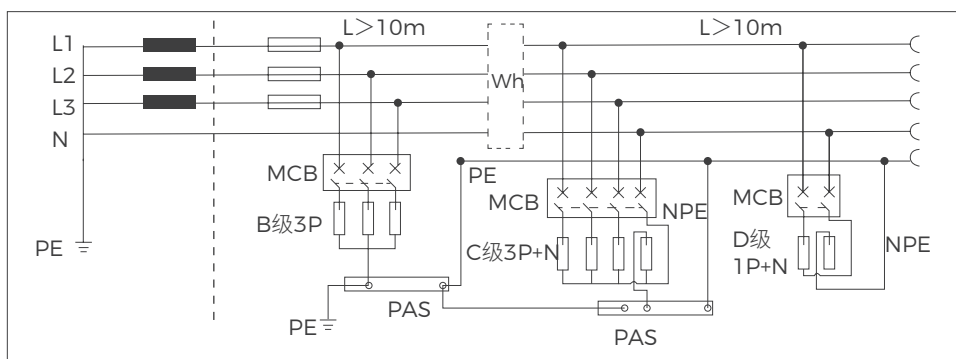 L＞10m
L＞10m
L1
L2
L3
N
Wh
MCB
PE
MCB
NPE
MCB
B级3P
C级3P+N
D级
1P+N
NPE
PE
PAS
PE
PAS